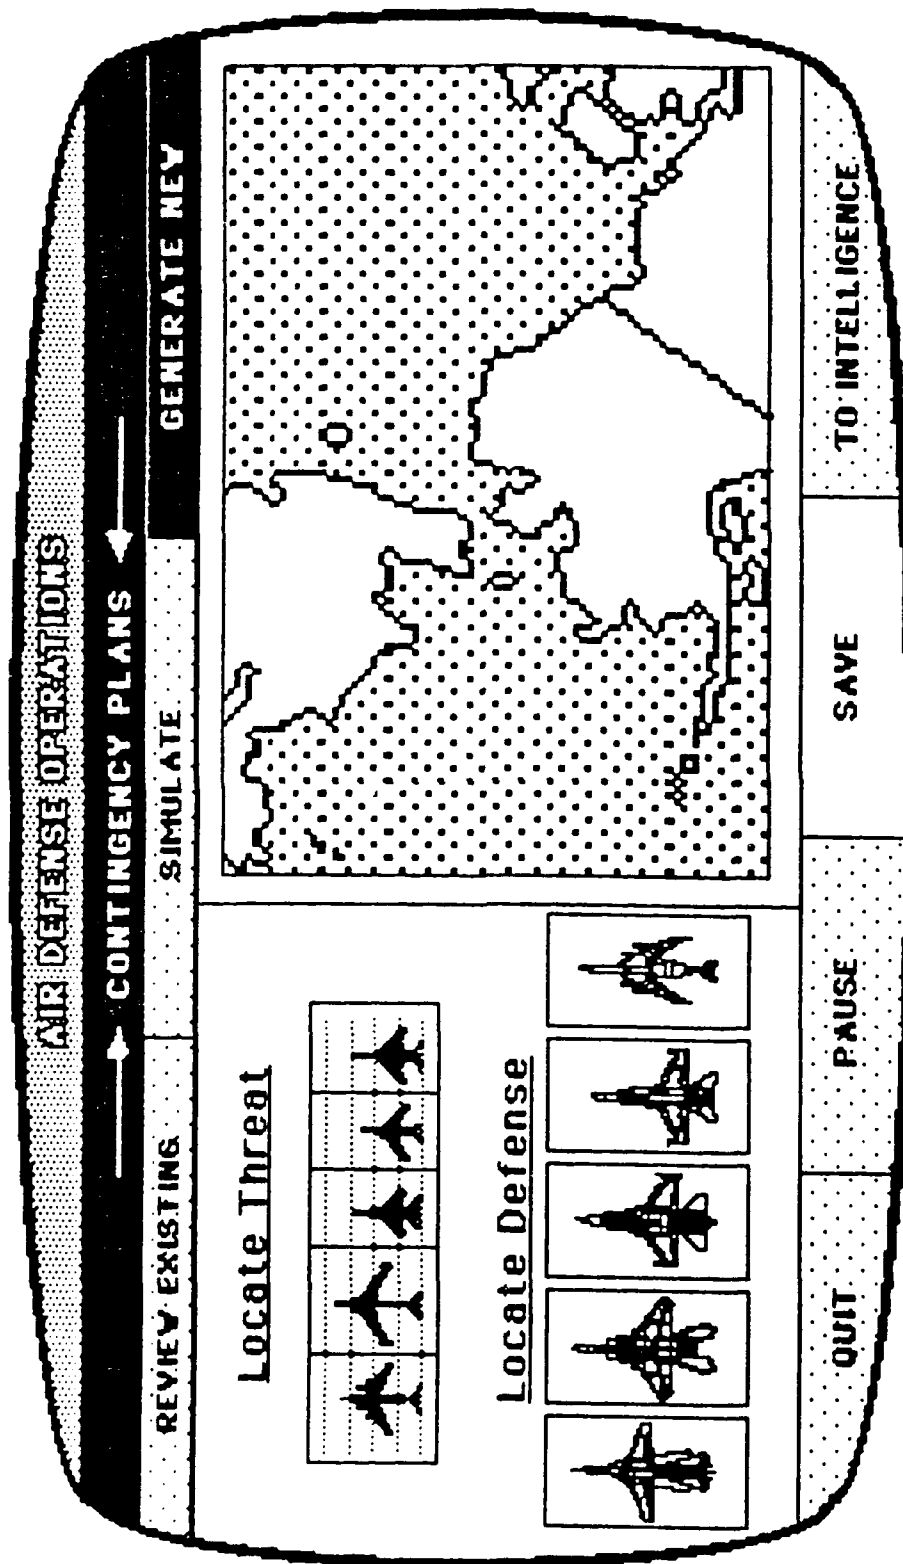 AIR DEFENSE OPERATIONS
CONTINGENCY PLANS
REVIEW EXISTING
SIMULATE
GENERATE NEW
Locate Threat
Locate Defense
QUIT
PAUSE
SAVE
TO INTELLIGENCE